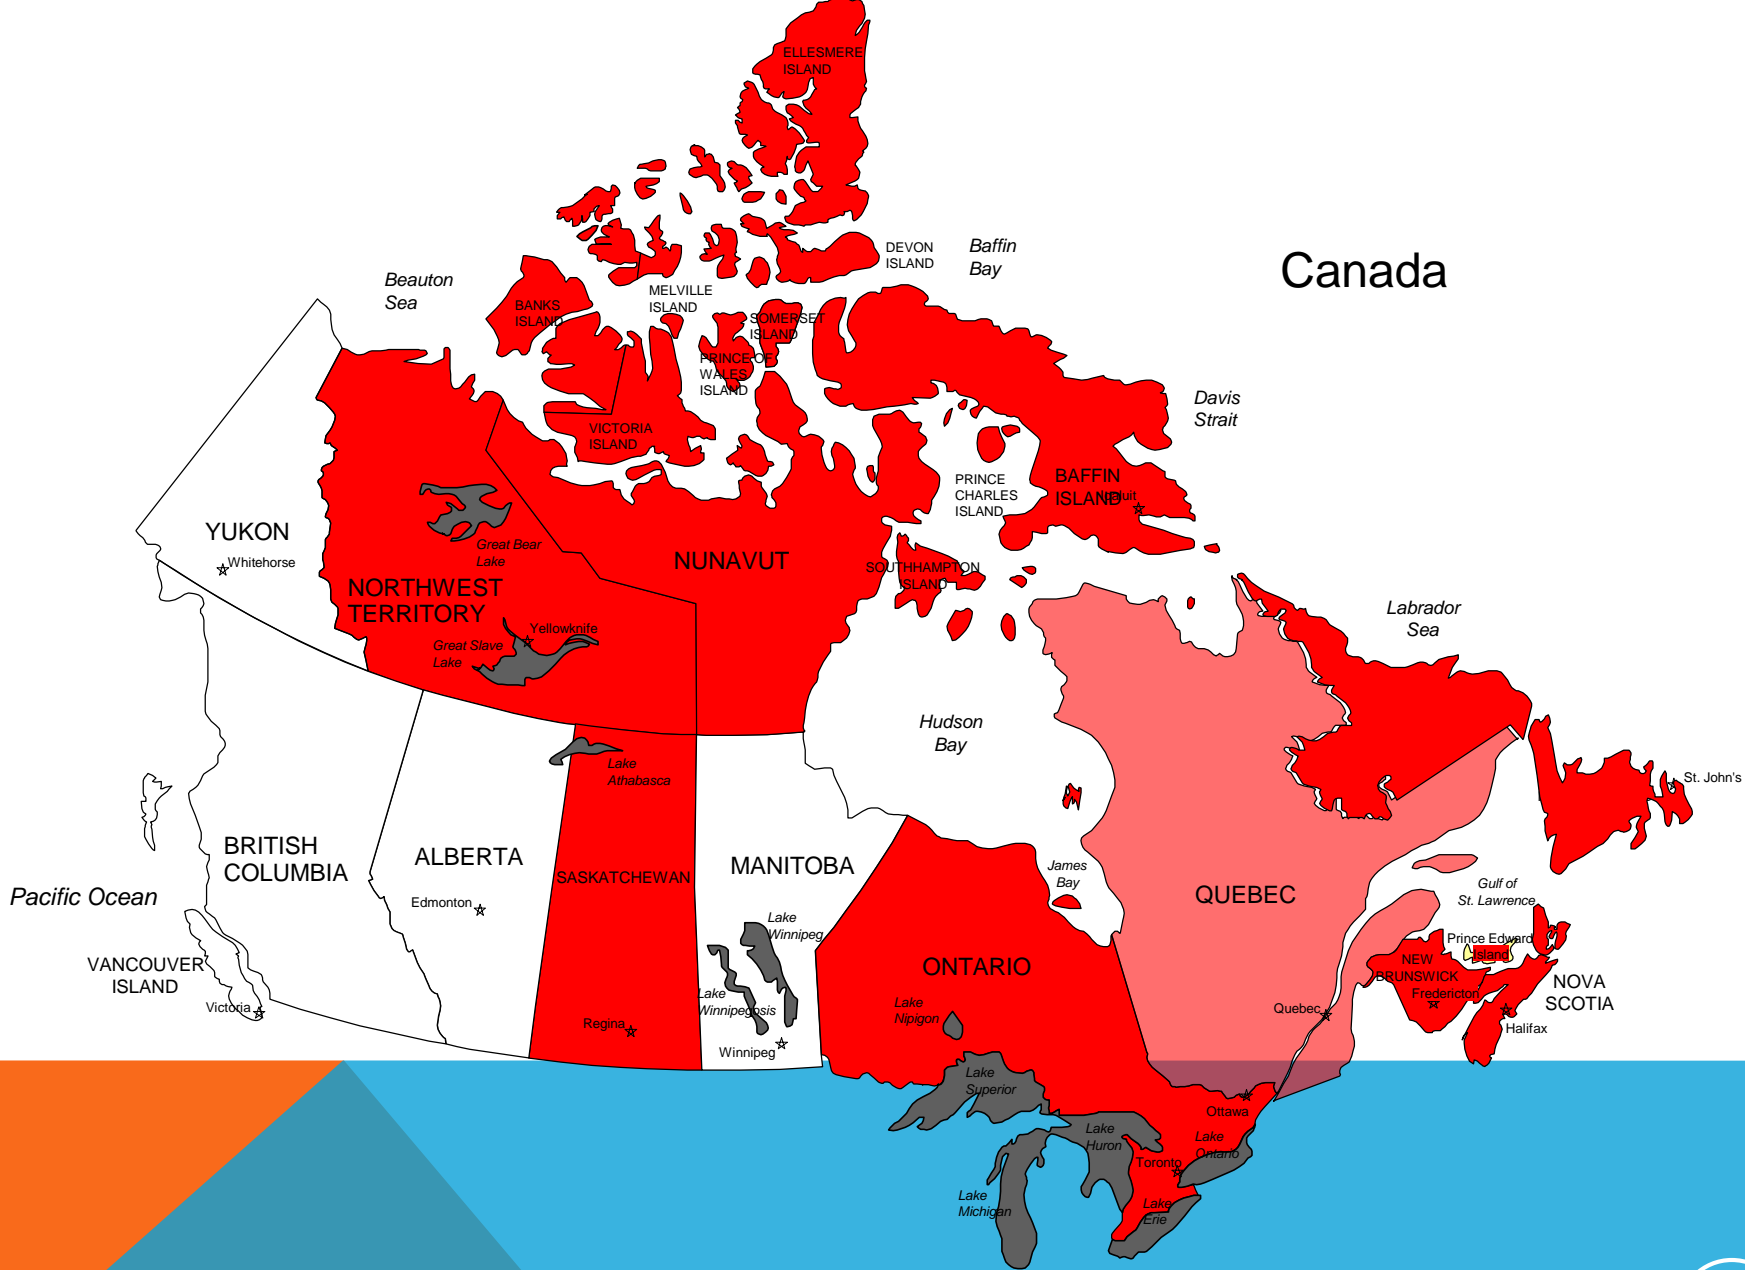 ELLESMERE
ISLAND
Canada
DEVON
ISLAND
Baffin
Bay
Beauton
Sea
MELVILLE
ISLAND
BANKS
ISLAND
SOMERSET
ISLAND
PRINCE OF
WALES
ISLAND
Davis
Strait
VICTORIA
ISLAND
PRINCE
CHARLES
ISLAND
BAFFIN
ISLAND
Iqaluit
YUKON
Whitehorse
Great Bear
Lake
NORTHWEST
TERRITORY
NUNAVUT
SOUTHHAMPTON
ISLAND
Labrador
Sea
Yellowknife
Great Slave
Lake
Hudson
Bay
Lake
Athabasca
St. John's
BRITISH
COLUMBIA
ALBERTA
SASKATCHEWAN
MANITOBA
James
Bay
QUEBEC
Gulf of
St. Lawrence
Pacific Ocean
Edmonton
Lake
Winnipeg
Prince Edward
Island
VANCOUVER
ISLAND
Victoria
Lake
Winnipegosis
ONTARIO
NEW
BRUNSWICK
Fredericton
NOVA
SCOTIA
Lake
Nipigon
Quebec
Halifax
Regina
Winnipeg
Lake
Superior
Ottawa
Lake
Huron
Lake
Ontario
Toronto
Lake
Michigan
Lake
Erie